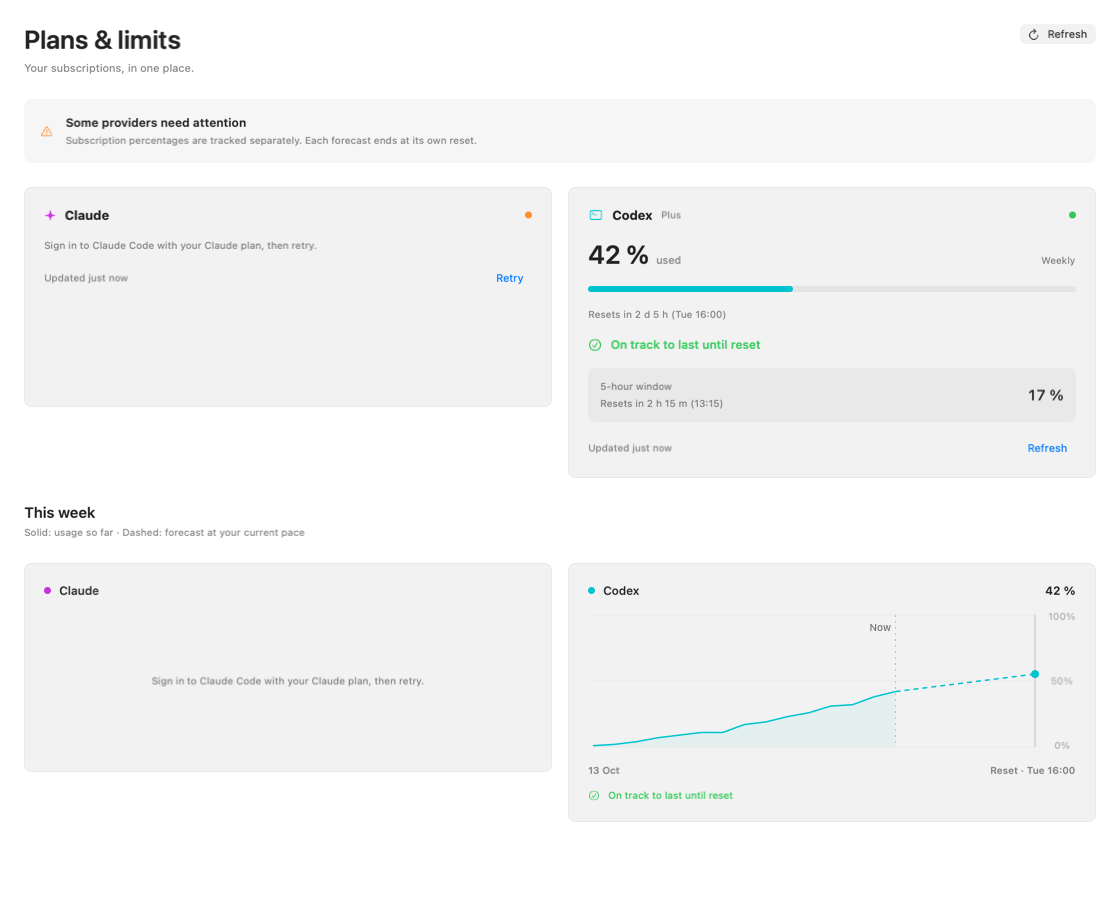 Plans & limits
Refresh
Your subscriptions, in one place.
Some providers need attention
Subscription percentages are tracked separately. Each forecast ends at its own reset.
Claude
Sign in to Claude Code with your Claude plan, then retry.
Updated just now
Retry
Codex Plus
42 % used
Weekly
Resets in 2 d 5 h (Tue 16:00)
On track to last until reset
5-hour window
Resets in 2 h 15 m (13:15)
17 %
Updated just now
Refresh
This week
Solid: usage so far · Dashed: forecast at your current pace
Claude
Sign in to Claude Code with your Claude plan, then retry.
Codex
42 %
100%
Now
50%
0%
13 Oct
Reset · Tue 16:00
On track to last until reset